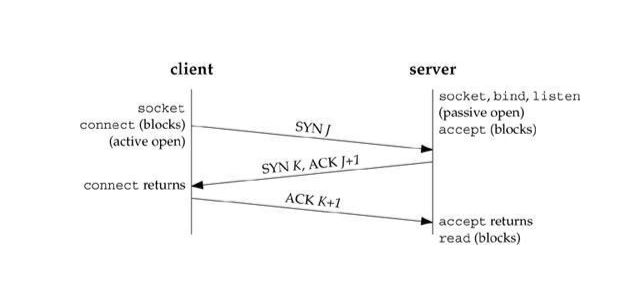 client
server
socket
connect (blocks)
(active open)
socket, bind, listen
(passive open)
accept (blocks)
SYN J
SYN K, ACK J+1
connect returns
ACK K+1
accept returns
read (blocks)